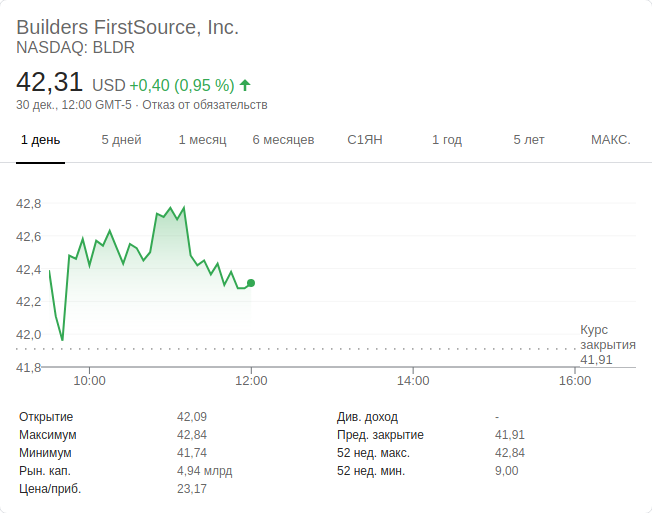 Builders FirstSource, Inc.
NASDAQ: BLDR
42,31 USD +0,40 (0,95 %)
30 дек., 12:00 GMT-5 · Отказ от обязательств
1 день 5 дней 1 месяц 6 месяцев С1ЯН 1 год 5 лет МАКС.
42,8
42,6
42,4
42,2
42,0
41,8
Курс
закрытия
41,91
10:00 12:00 14:00 16:00
Открытие 42,09 Див. доход -
Максимум 42,84 Пред. закрытие 41,91
Минимум 41,74 52 нед. макс. 42,84
Рын. кап. 4,94 млрд 52 нед. мин. 9,00
Цена/приб. 23,17